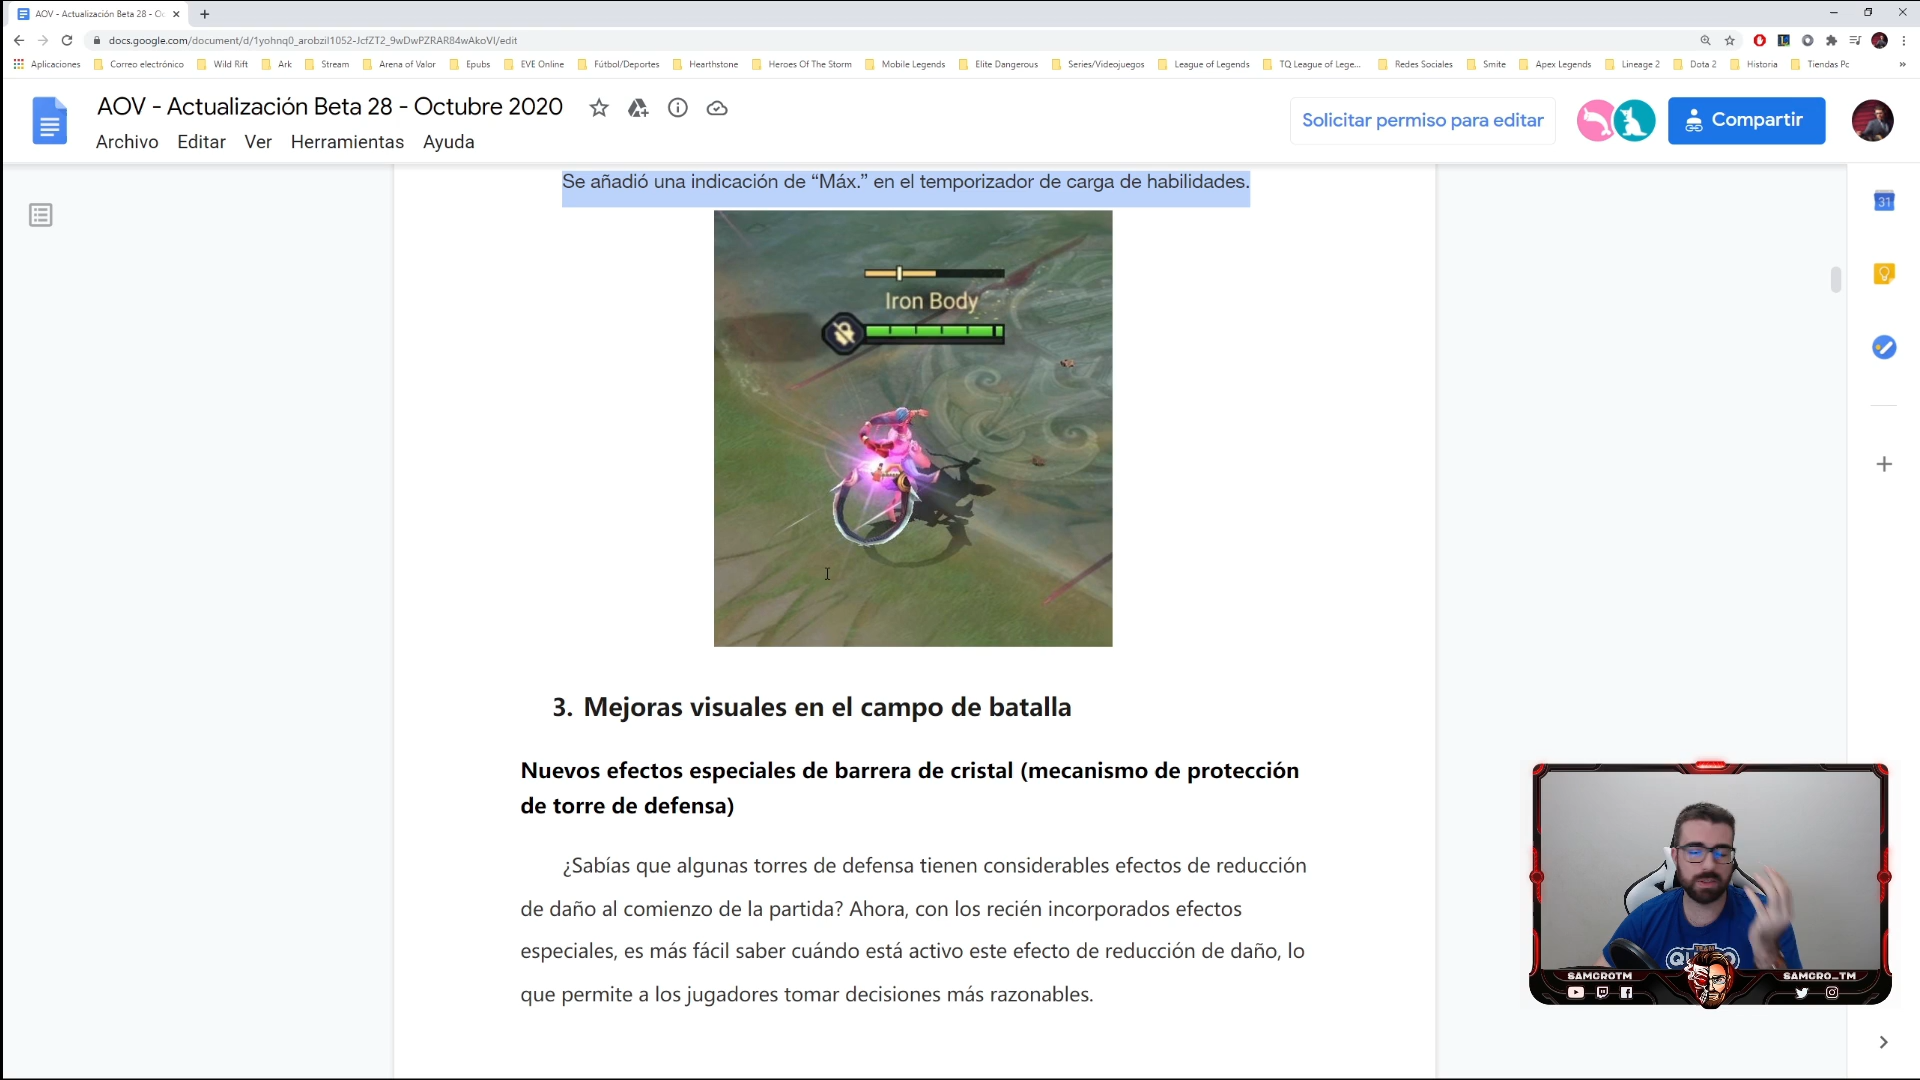 AOV - Actualización Beta 28 - Oc
docs.google.com/document/d/1yohnq0_arobzil1052-JcfZT2_9wDwPZRAR84wAkoVI/edit
Aplicaciones Correo electrónico Wild Rift Ark Stream Arena of Valor Epubs EVE Online Fútbol/Deportes Hearthstone Heroes Of The Storm Mobile Legends Elite Dangerous Series/Videojuegos League of Legends TQ League of Lege... Redes Sociales Smite Apex Legends Lineage 2 Dota 2 Historia Tiendas Pc
AOV - Actualización Beta 28 - Octubre 2020
Archivo Editar Ver Herramientas Ayuda
Solicitar permiso para editar
Compartir
31
Se añadió una indicación de “Máx.” en el temporizador de carga de habilidades.
Iron Body
3. Mejoras visuales en el campo de batalla
Nuevos efectos especiales de barrera de cristal (mecanismo de protección
de torre de defensa)
¿Sabías que algunas torres de defensa tienen considerables efectos de reducción
de daño al comienzo de la partida? Ahora, con los recién incorporados efectos
especiales, es más fácil saber cuándo está activo este efecto de reducción de daño, lo
que permite a los jugadores tomar decisiones más razonables.
TEAM
SAMCROTM
SAMCRO_TM